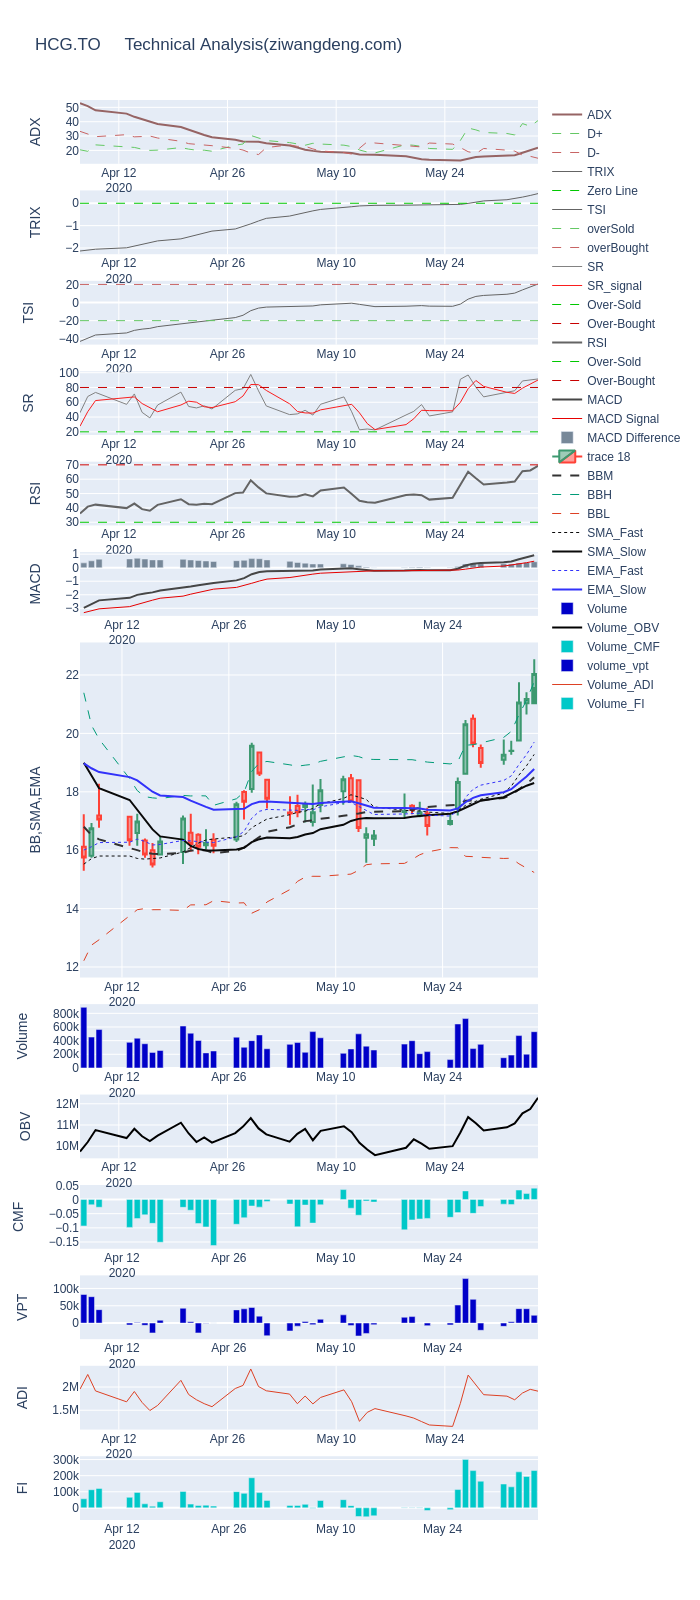 HCG.TO Technical Analysis(ziwangdeng.com)
ADX
50
40
30
20
Apr 12
2020
Apr 26
May 10
May 24
TRIX
0
−1
−2
Apr 12
2020
Apr 26
May 10
May 24
TSI
20
0
−20
−40
Apr 12
2020
Apr 26
May 10
May 24
SR
100
80
60
40
20
Apr 12
2020
Apr 26
May 10
May 24
RSI
70
60
50
40
30
Apr 12
2020
Apr 26
May 10
May 24
MACD
1
0
−1
−2
−3
Apr 12
2020
Apr 26
May 10
May 24
BB,SMA,EMA
22
20
18
16
14
12
Apr 12
2020
Apr 26
May 10
May 24
Volume
800k
600k
400k
200k
0
Apr 12
2020
Apr 26
May 10
May 24
OBV
12M
11M
10M
Apr 12
2020
Apr 26
May 10
May 24
CMF
0.05
0
−0.05
−0.1
−0.15
Apr 12
2020
Apr 26
May 10
May 24
VPT
100k
50k
0
Apr 12
2020
Apr 26
May 10
May 24
ADI
2M
1.5M
Apr 12
2020
Apr 26
May 10
May 24
FI
300k
200k
100k
0
Apr 12
2020
Apr 26
May 10
May 24
ADX
D+
D-
TRIX
Zero Line
TSI
overSold
overBought
SR
SR_signal
Over-Sold
Over-Bought
RSI
Over-Sold
Over-Bought
MACD
MACD Signal
MACD Difference
trace 18
BBM
BBH
BBL
SMA_Fast
SMA_Slow
EMA_Fast
EMA_Slow
Volume
Volume_OBV
Volume_CMF
volume_vpt
Volume_ADI
Volume_FI